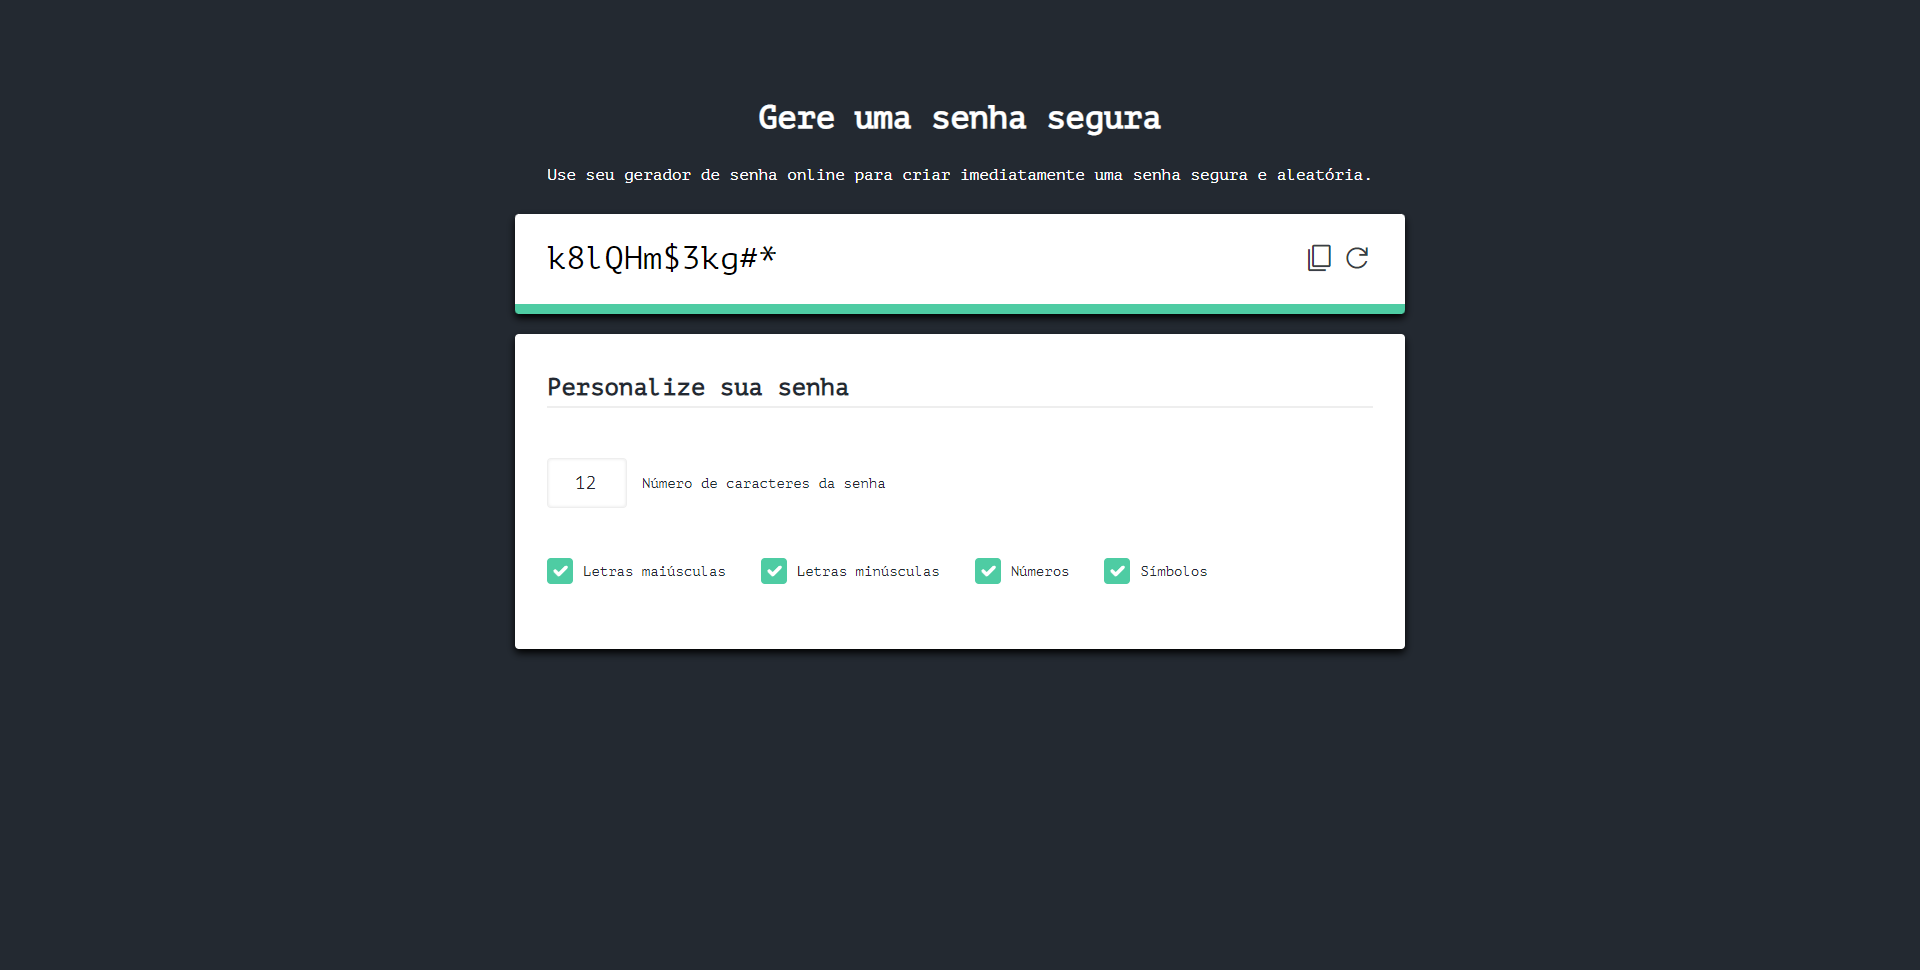 Gere uma senha segura
Use seu gerador de senha online para criar imediatamente uma senha segura e aleatória.
k8lQHm$3kg#*
Personalize sua senha
12 Número de caracteres da senha
Letras maiúsculas Letras minúsculas Números Símbolos